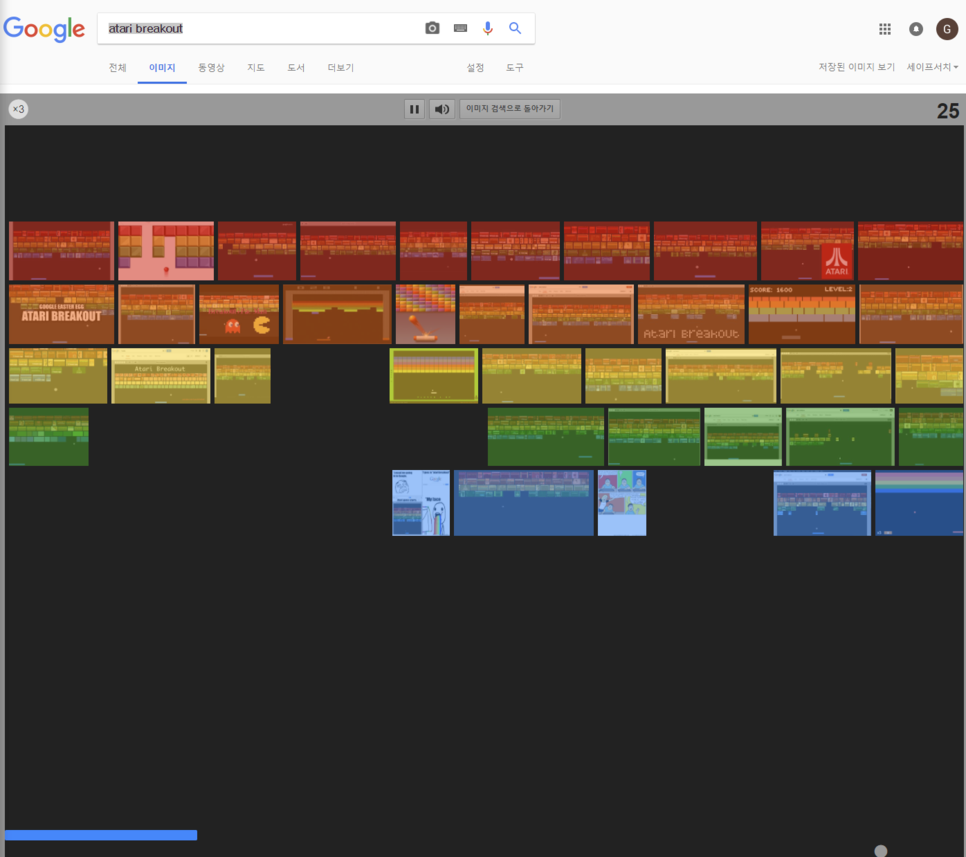 Google atari breakout G
전체 이미지 동영상 지도 도서 더보기 설정 도구 저장된 이미지 보기 세이프서치
×3 이미지 검색으로 돌아가기 25
ATARI
GOOGLE EASTER EGG
ATARI BREAKOUT
Atari Breakout
SCORE: 1600 LEVEL:2
Atari Breakout